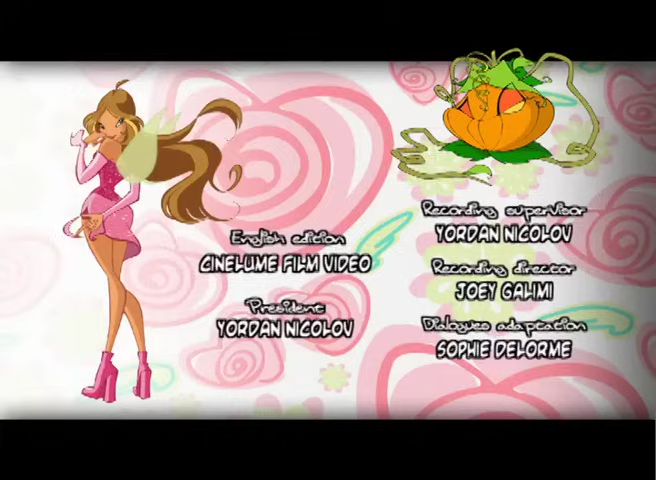 English edition
CINELUME FILM VIDEO
President
YORDAN NICOLOV
Recording supervisor
YORDAN NICOLOV
Recording director
JOEY GALIMI
Dialogues adaptation
SOPHIE DELORME